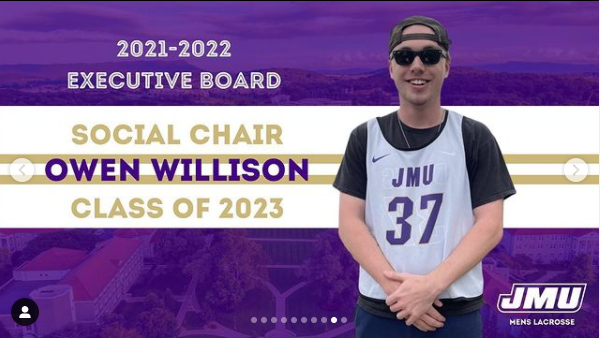 2021-2022
EXECUTIVE BOARD
SOCIAL CHAIR
OWEN WILLISON
CLASS OF 2023
JMU
37
JMU
MENS LACROSSE